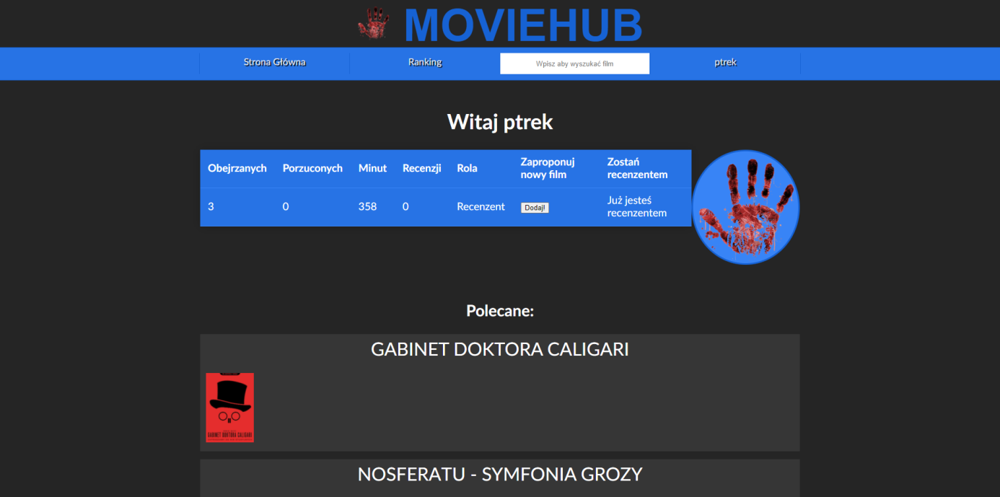 MOVIEHUB
Strona Główna
Ranking
Wpisz aby wyszukać film
ptrek
Witaj ptrek
Obejrzanych
Porzuconych
Minut
Recenzji
Rola
Zaproponuj
nowy film
Zostań
recenzentem
3
0
358
0
Recenzent
Dodaj!
Już jesteś
recenzentem
Polecane:
GABINET DOKTORA CALIGARI
GABINET DOKTORA CALIGARI
NOSFERATU - SYMFONIA GROZY